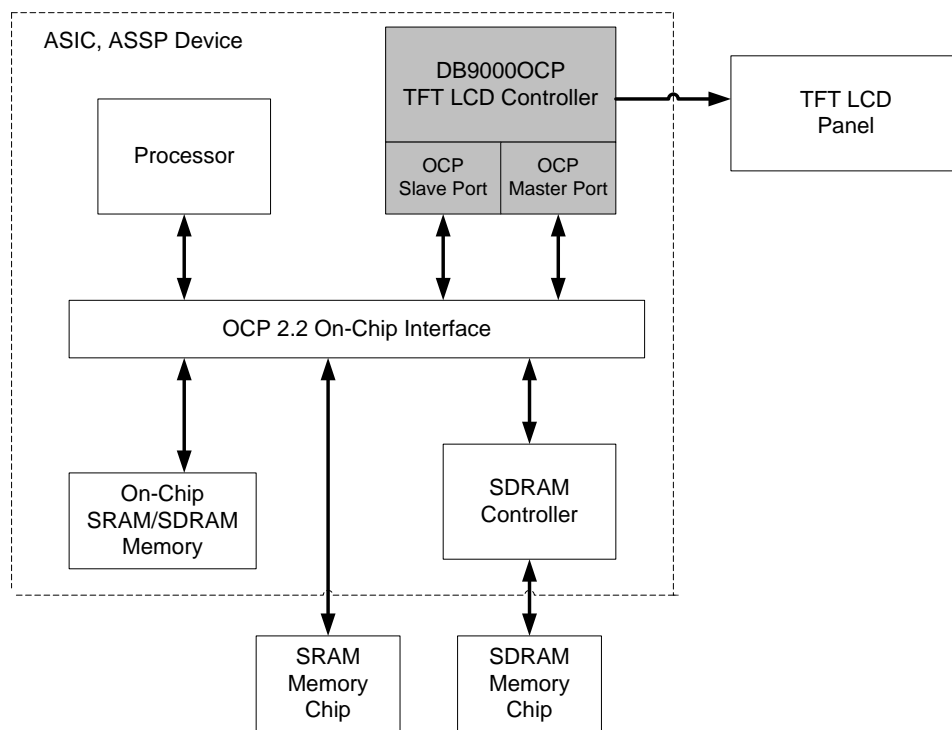 ASIC, ASSP Device
DB9000OCP
TFT LCD Controller
TFT LCD
Panel
Processor
OCP
Slave Port
OCP
Master Port
OCP 2.2 On-Chip Interface
On-Chip
SRAM/SDRAM
Memory
SDRAM
Controller
SRAM
Memory
Chip
SDRAM
Memory
Chip